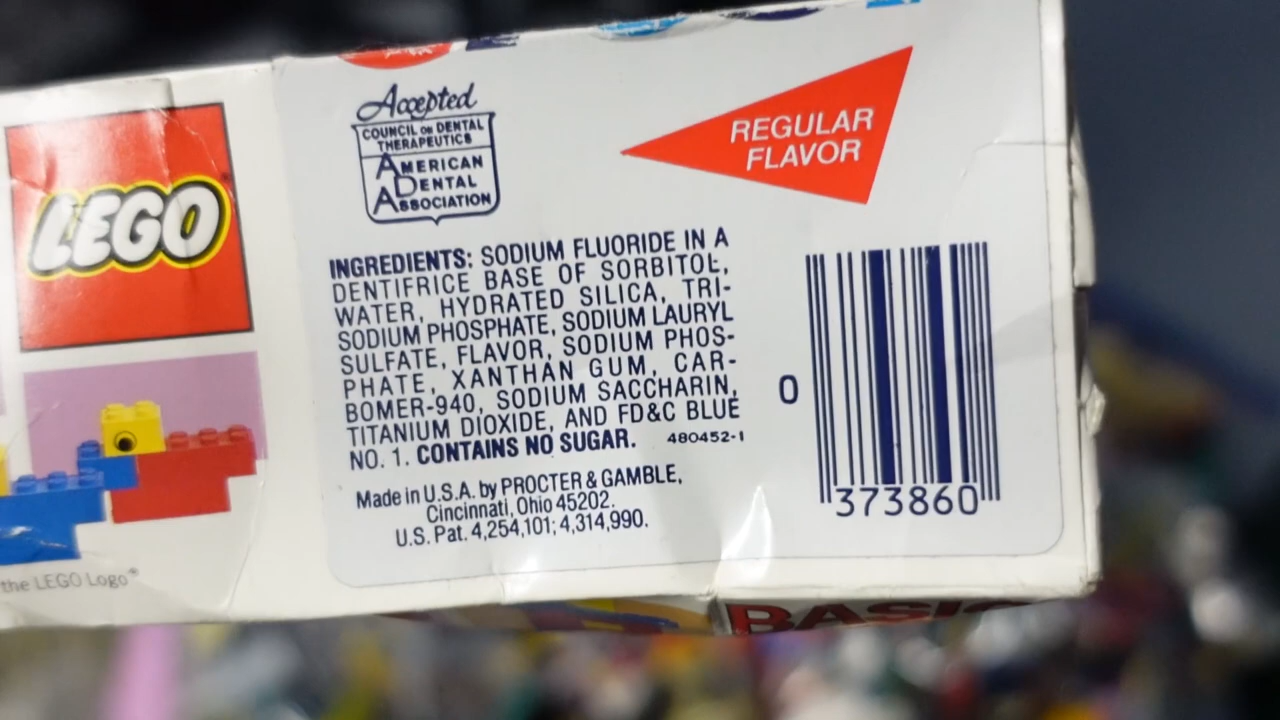 LEGO
the LEGO Logo®
Accepted
COUNCIL ON DENTAL
THERAPEUTICS
AMERICAN
DENTAL
ASSOCIATION
REGULAR
FLAVOR
INGREDIENTS: SODIUM FLUORIDE IN A
DENTIFRICE BASE OF SORBITOL,
WATER, HYDRATED SILICA, TRI-
SODIUM PHOSPHATE, SODIUM LAURYL
SULFATE, FLAVOR, SODIUM PHOS-
PHATE, XANTHAN GUM, CAR-
BOMER-940, SODIUM SACCHARIN,
TITANIUM DIOXIDE, AND FD&C BLUE
NO. 1. CONTAINS NO SUGAR. 480452-1
Made in U.S.A. by PROCTER & GAMBLE,
Cincinnati, Ohio 45202.
U.S. Pat. 4,254,101; 4,314,990.
0
373860
BASIC